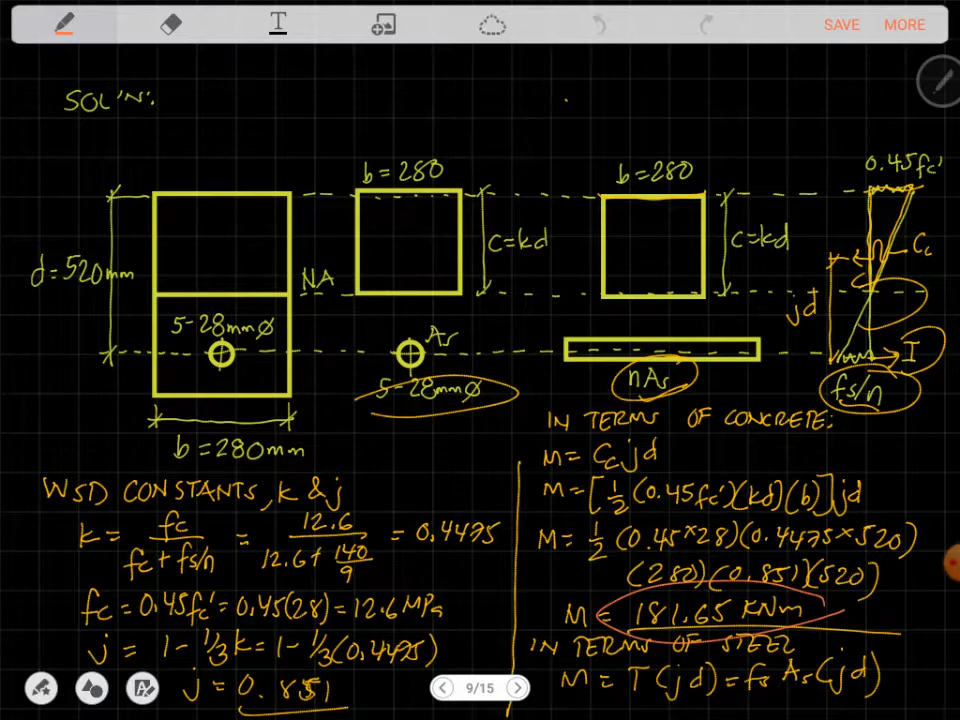 T SAVE MORE
SOL'N:
b = 280
b = 280
0.45fc'
d = 520mm
NA
c = kd
c = kd
Cc
jd
5-28mmØ
As
5-28mmØ
nAs
T
fs/n
b = 280mm
WSD CONSTANTS, k & j
k = fc / (fc + fs/n) = 12.6 / (12.6 + 140/9) = 0.4475
fc = 0.45fc' = 0.45(28) = 12.6 MPa
j = 1 - 1/3 k = 1 - 1/3 (0.4475)
j = 0.851
IN TERMS OF CONCRETE:
M = Cc jd
M = [1/2 (0.45fc')(kd)(b)] jd
M = 1/2 (0.45×28)(0.4475×520)
(280)(0.851)(520)
M = 181.65 KNm
IN TERMS OF STEEL
M = T(jd) = fs As (jd)
9/15